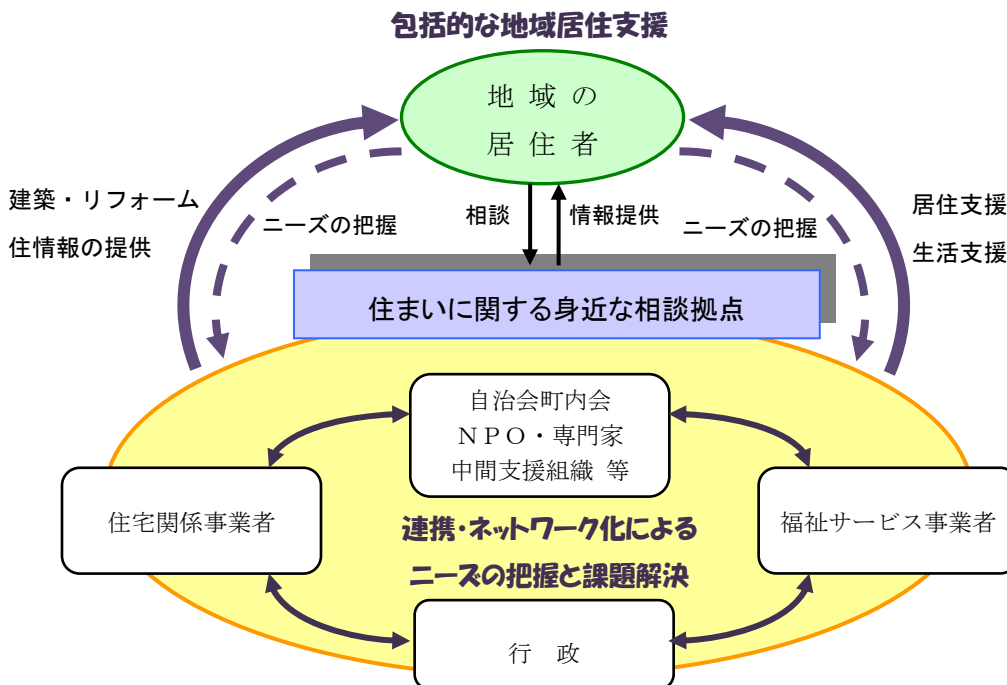 包括的な地域居住支援
地域の
居住者
建築・リフォーム
住情報の提供
ニーズの把握
相談
情報提供
ニーズの把握
居住支援
生活支援
住まいに関する身近な相談拠点
自治会町内会
NPO・専門家
中間支援組織 等
住宅関係事業者
福祉サービス事業者
連携・ネットワーク化による
ニーズの把握と課題解決
行 政